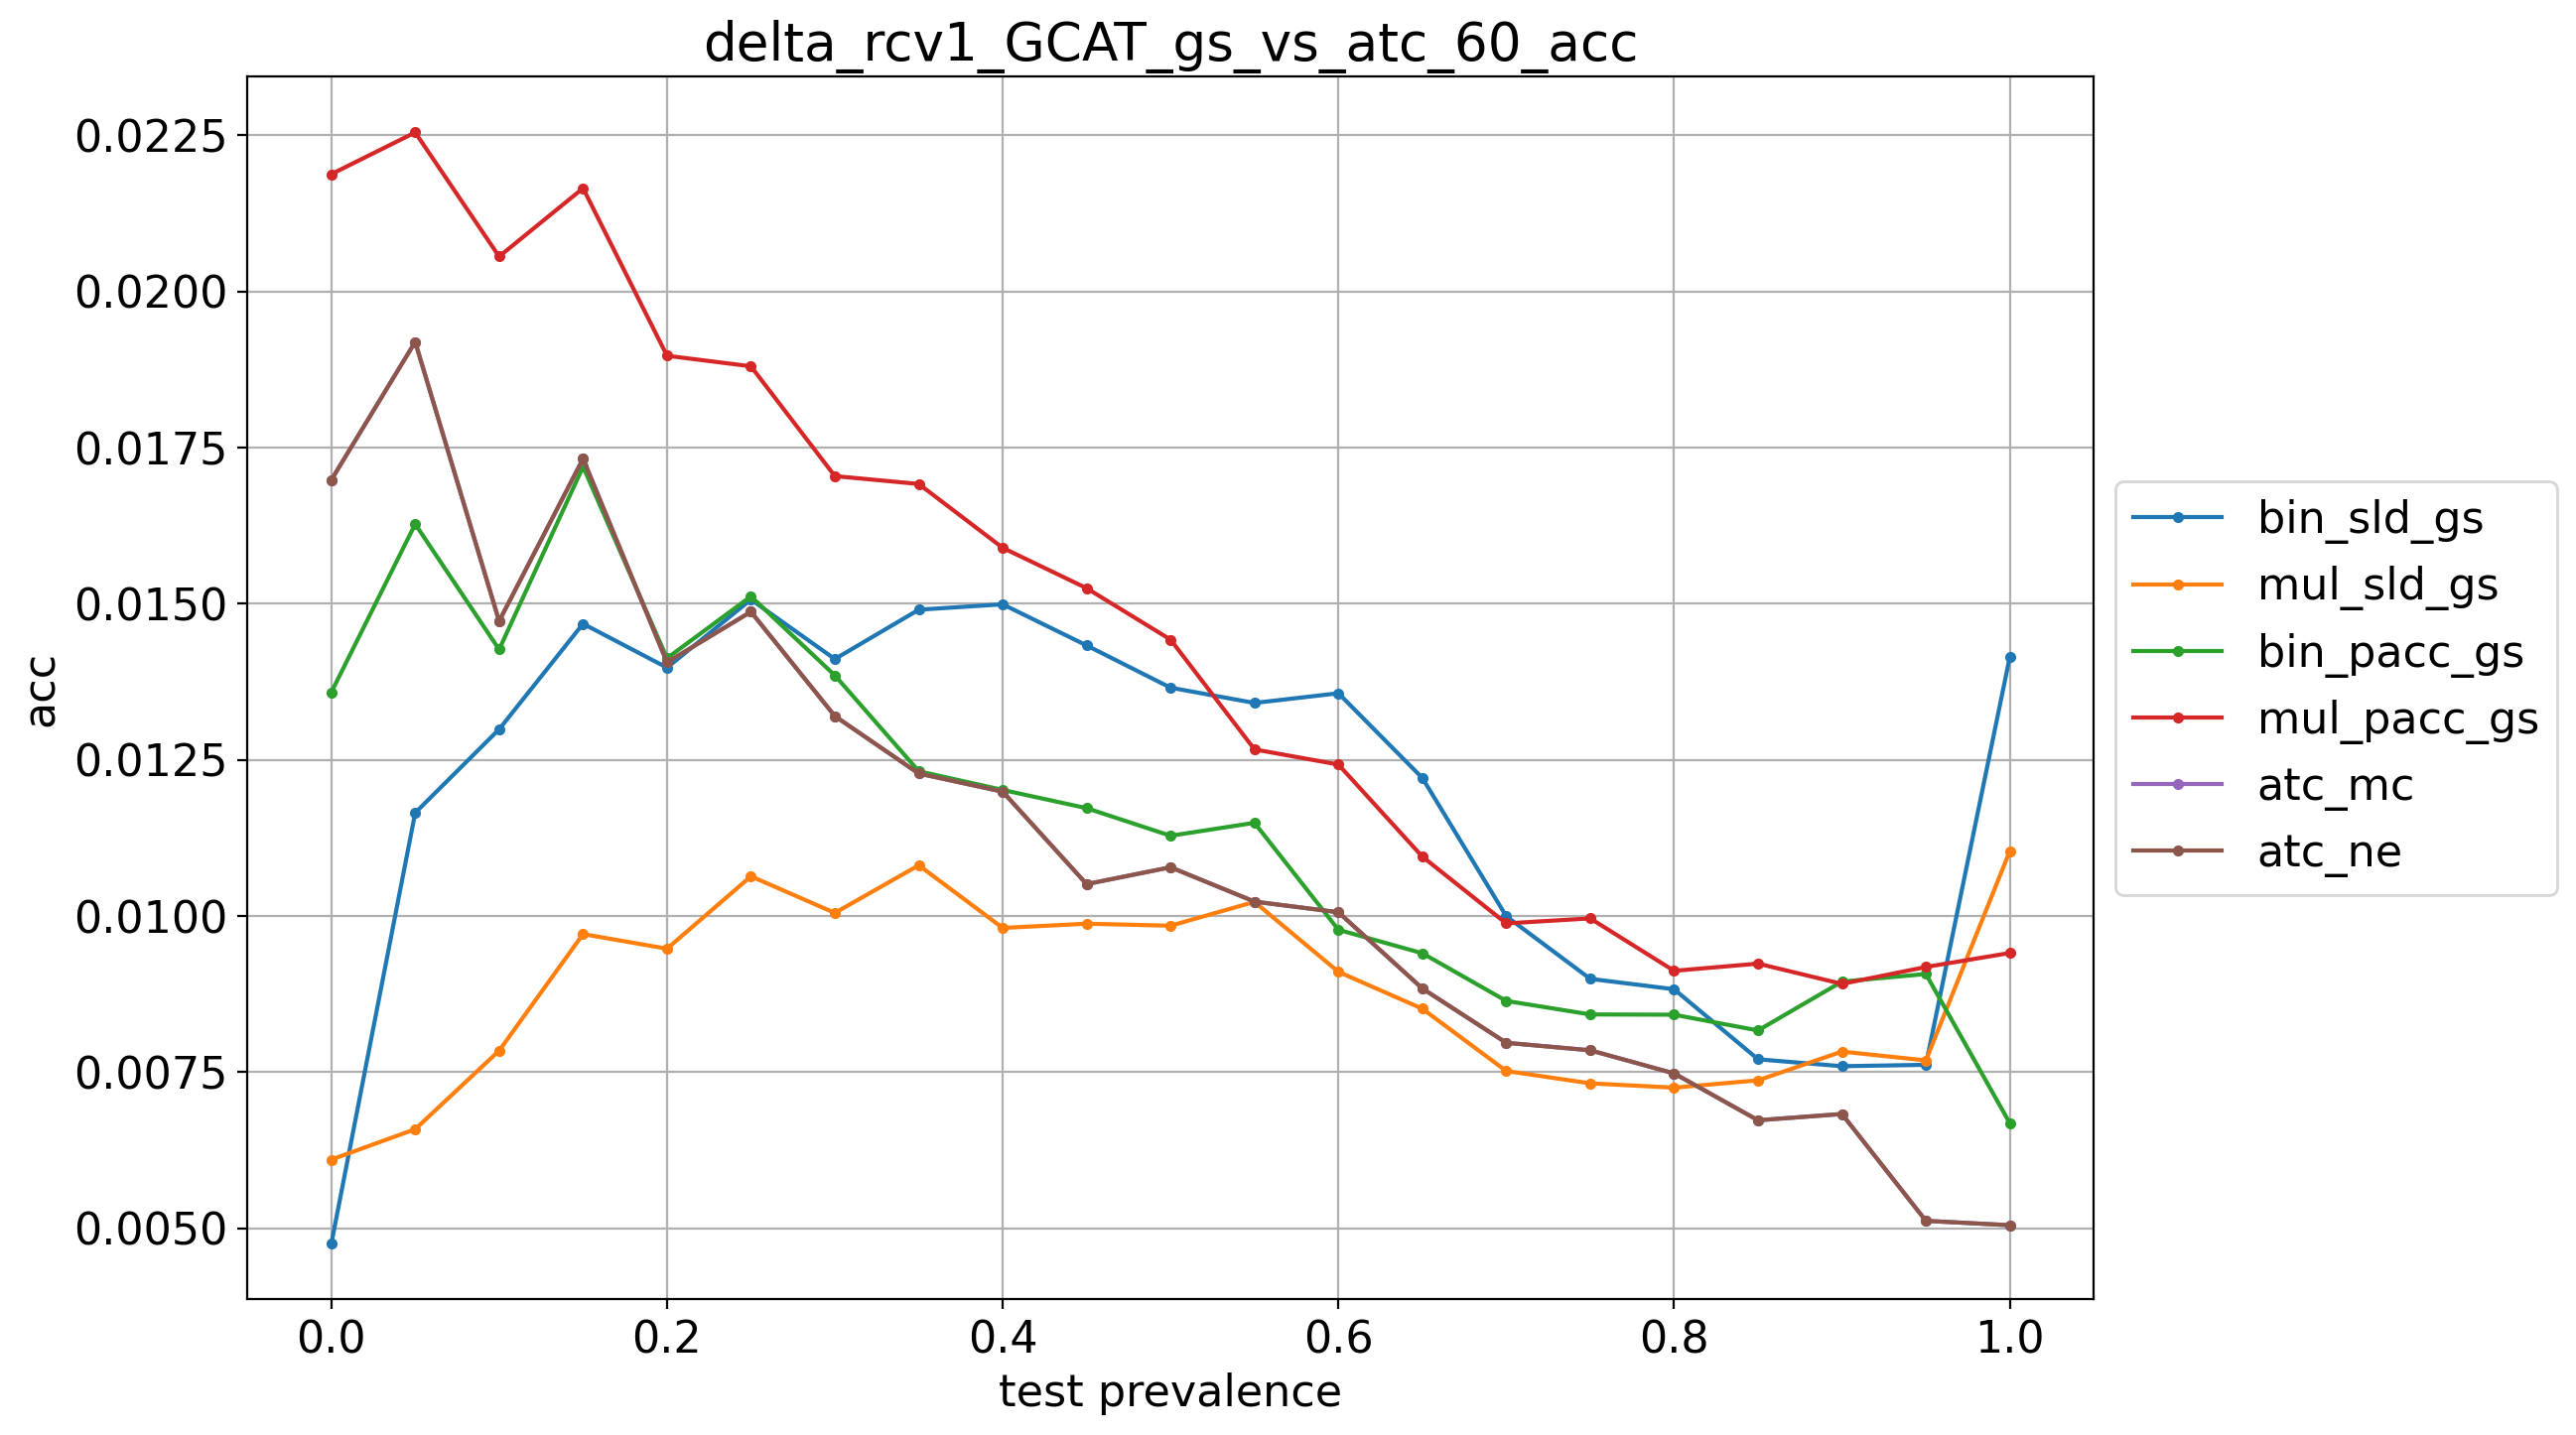 delta_rcv1_GCAT_gs_vs_atc_60_acc
0.0225
0.0200
0.0175
0.0150
0.0125
0.0100
0.0075
0.0050
acc
0.0 0.2 0.4 0.6 0.8 1.0
test prevalence
bin_sld_gs
mul_sld_gs
bin_pacc_gs
mul_pacc_gs
atc_mc
atc_ne